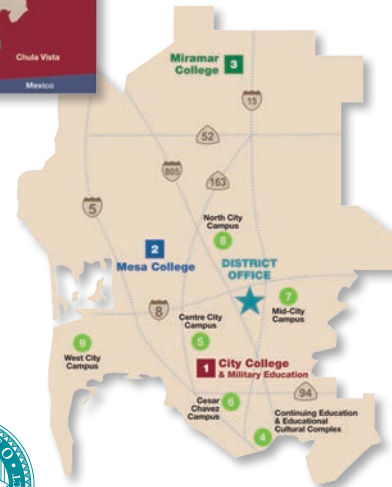 Chula Vista
Mexico
Miramar
College
3
15
52
805
163
5
North City
Campus
8
2
Mesa College
DISTRICT
OFFICE
7
Mid-City
Campus
8
Centre City
Campus
5
9
West City
Campus
1
City College
& Military Education
94
Cesar
Chavez
Campus
6
Continuing Education
& Educational
Cultural Complex
4